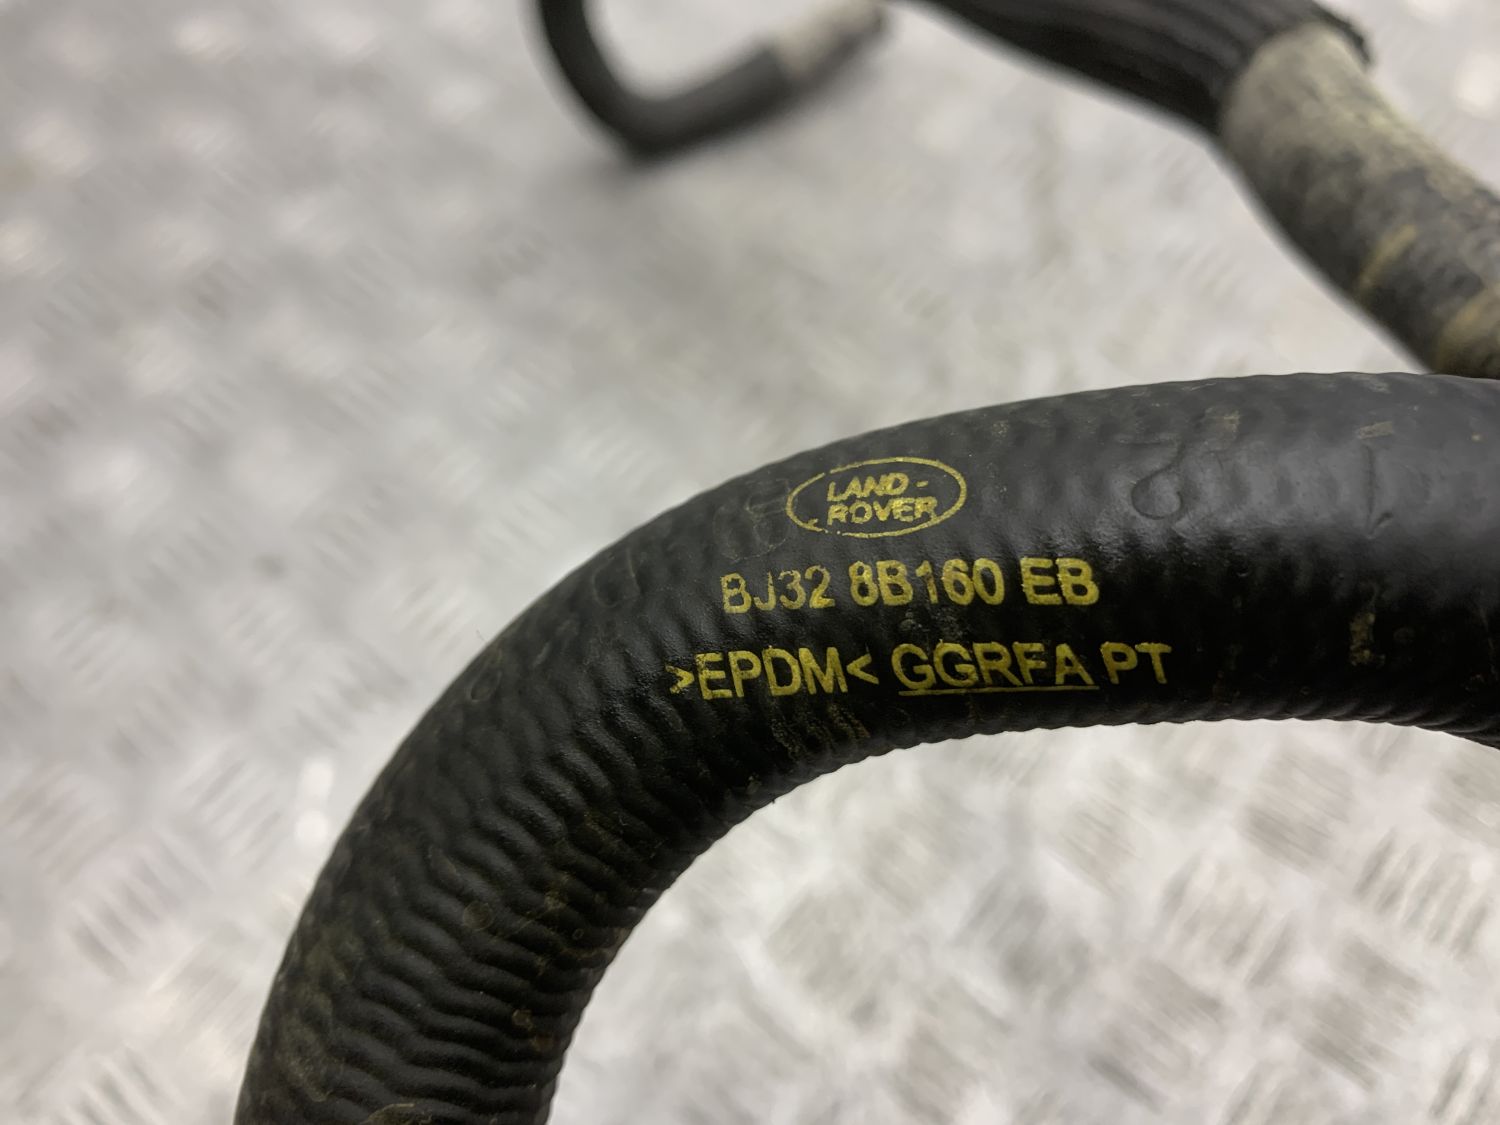 LAND-
ROVER
BJ32 8B160 EB
>EPDM< GGRFA PT